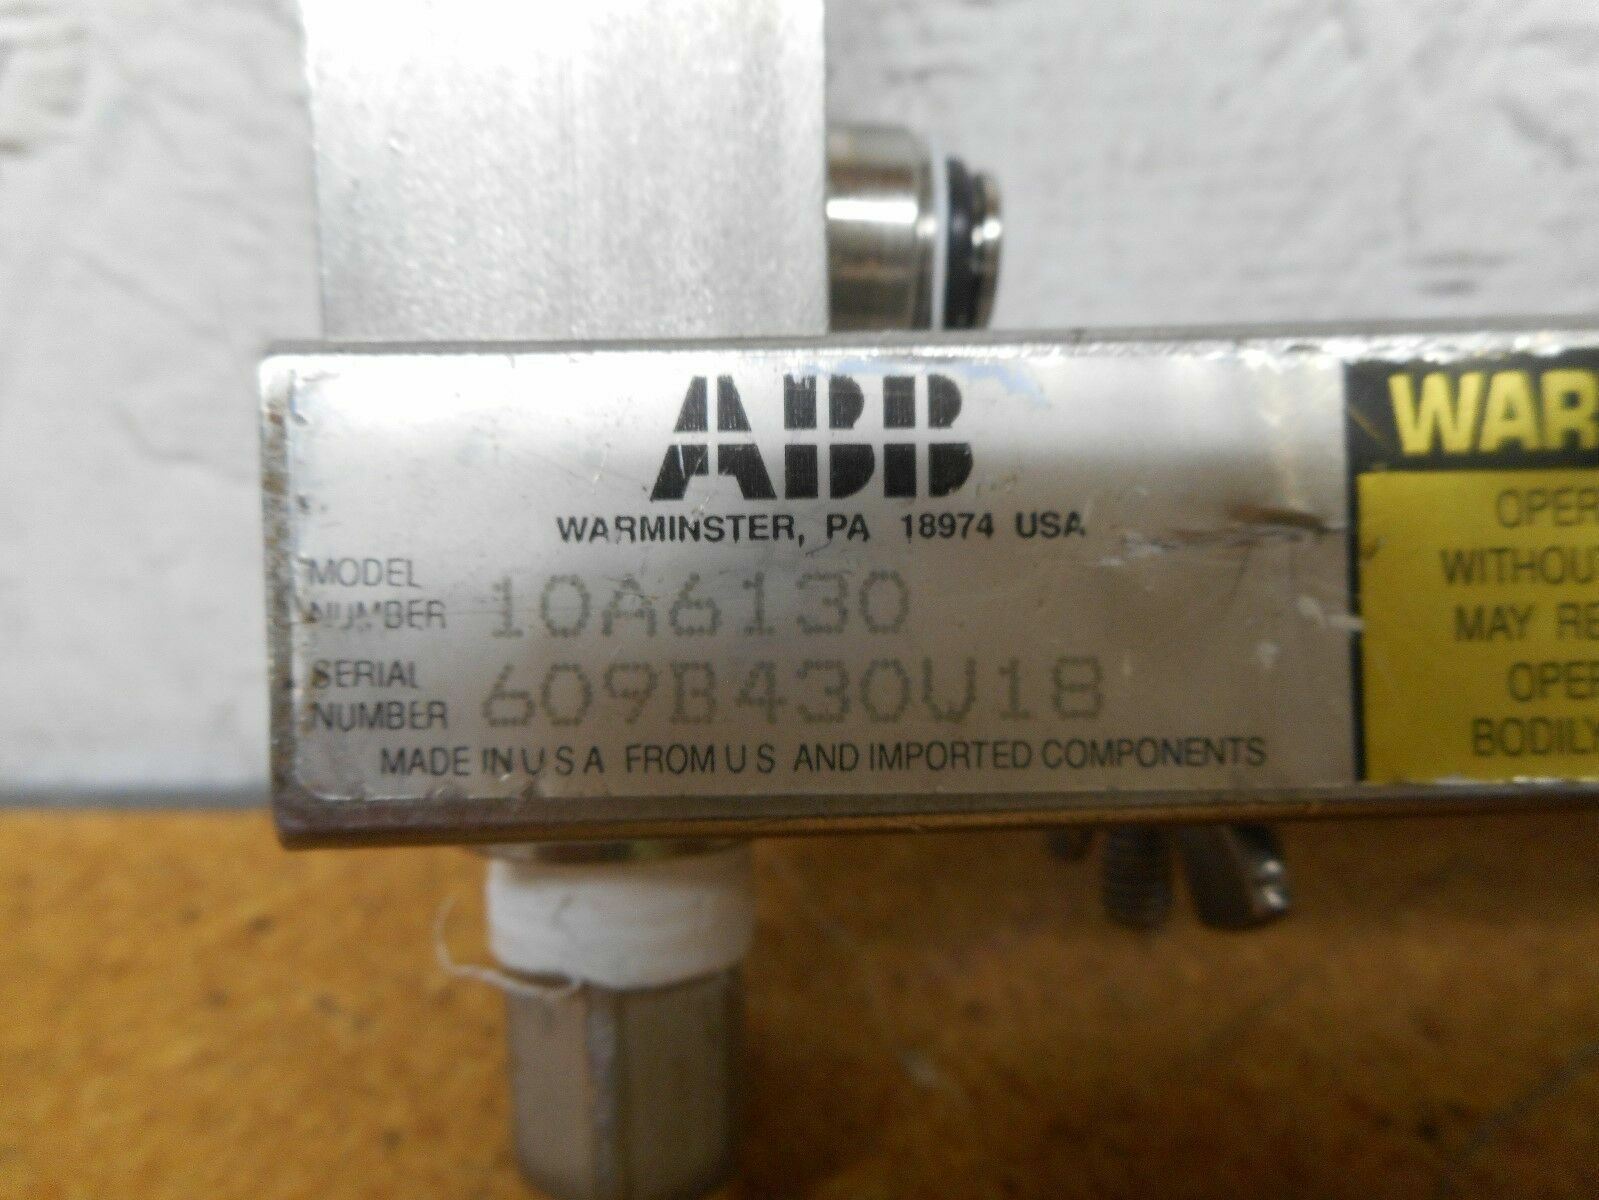 ABB
WARMINSTER, PA 18974 USA
MODEL NUMBER 10A6130
SERIAL NUMBER 609B430U18
MADE IN U S A FROM U S AND IMPORTED COMPONENTS
WAR
OPER
WITHOU
MAY RE
OPER
BODILY